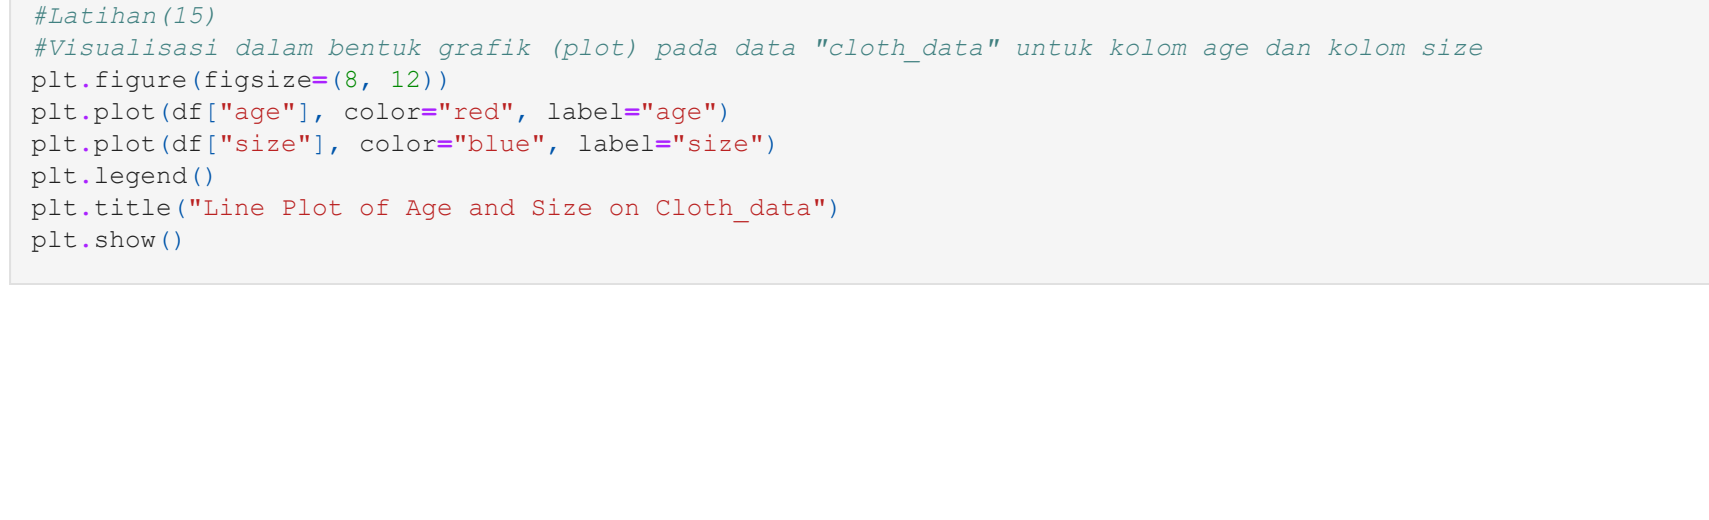 #Latihan(15)
#Visualisasi dalam bentuk grafik (plot) pada data "cloth_data" untuk kolom age dan kolom size
plt.figure(figsize=(8, 12))
plt.plot(df["age"], color="red", label="age")
plt.plot(df["size"], color="blue", label="size")
plt.legend()
plt.title("Line Plot of Age and Size on Cloth_data")
plt.show()